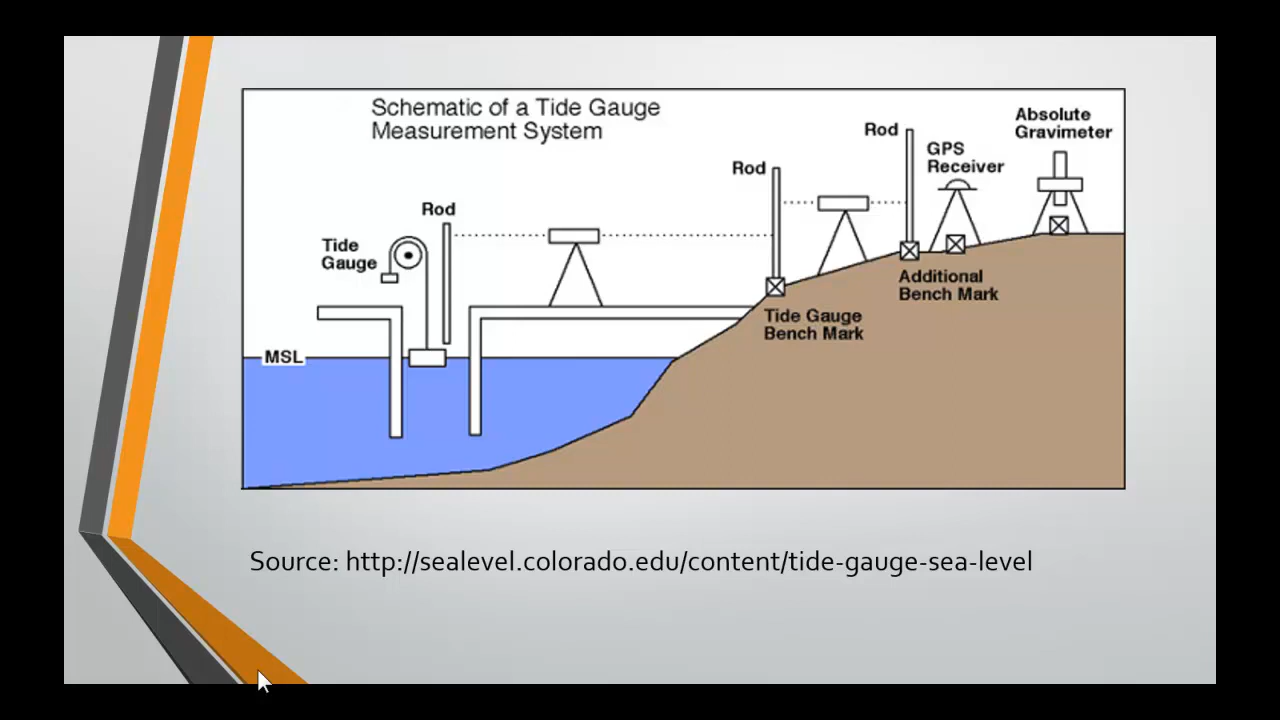 Schematic of a Tide Gauge
Measurement System
Absolute
Gravimeter
Rod
GPS
Receiver
Rod
Rod
Tide
Gauge
Additional
Bench Mark
Tide Gauge
Bench Mark
MSL
Source: http://sealevel.colorado.edu/content/tide-gauge-sea-level